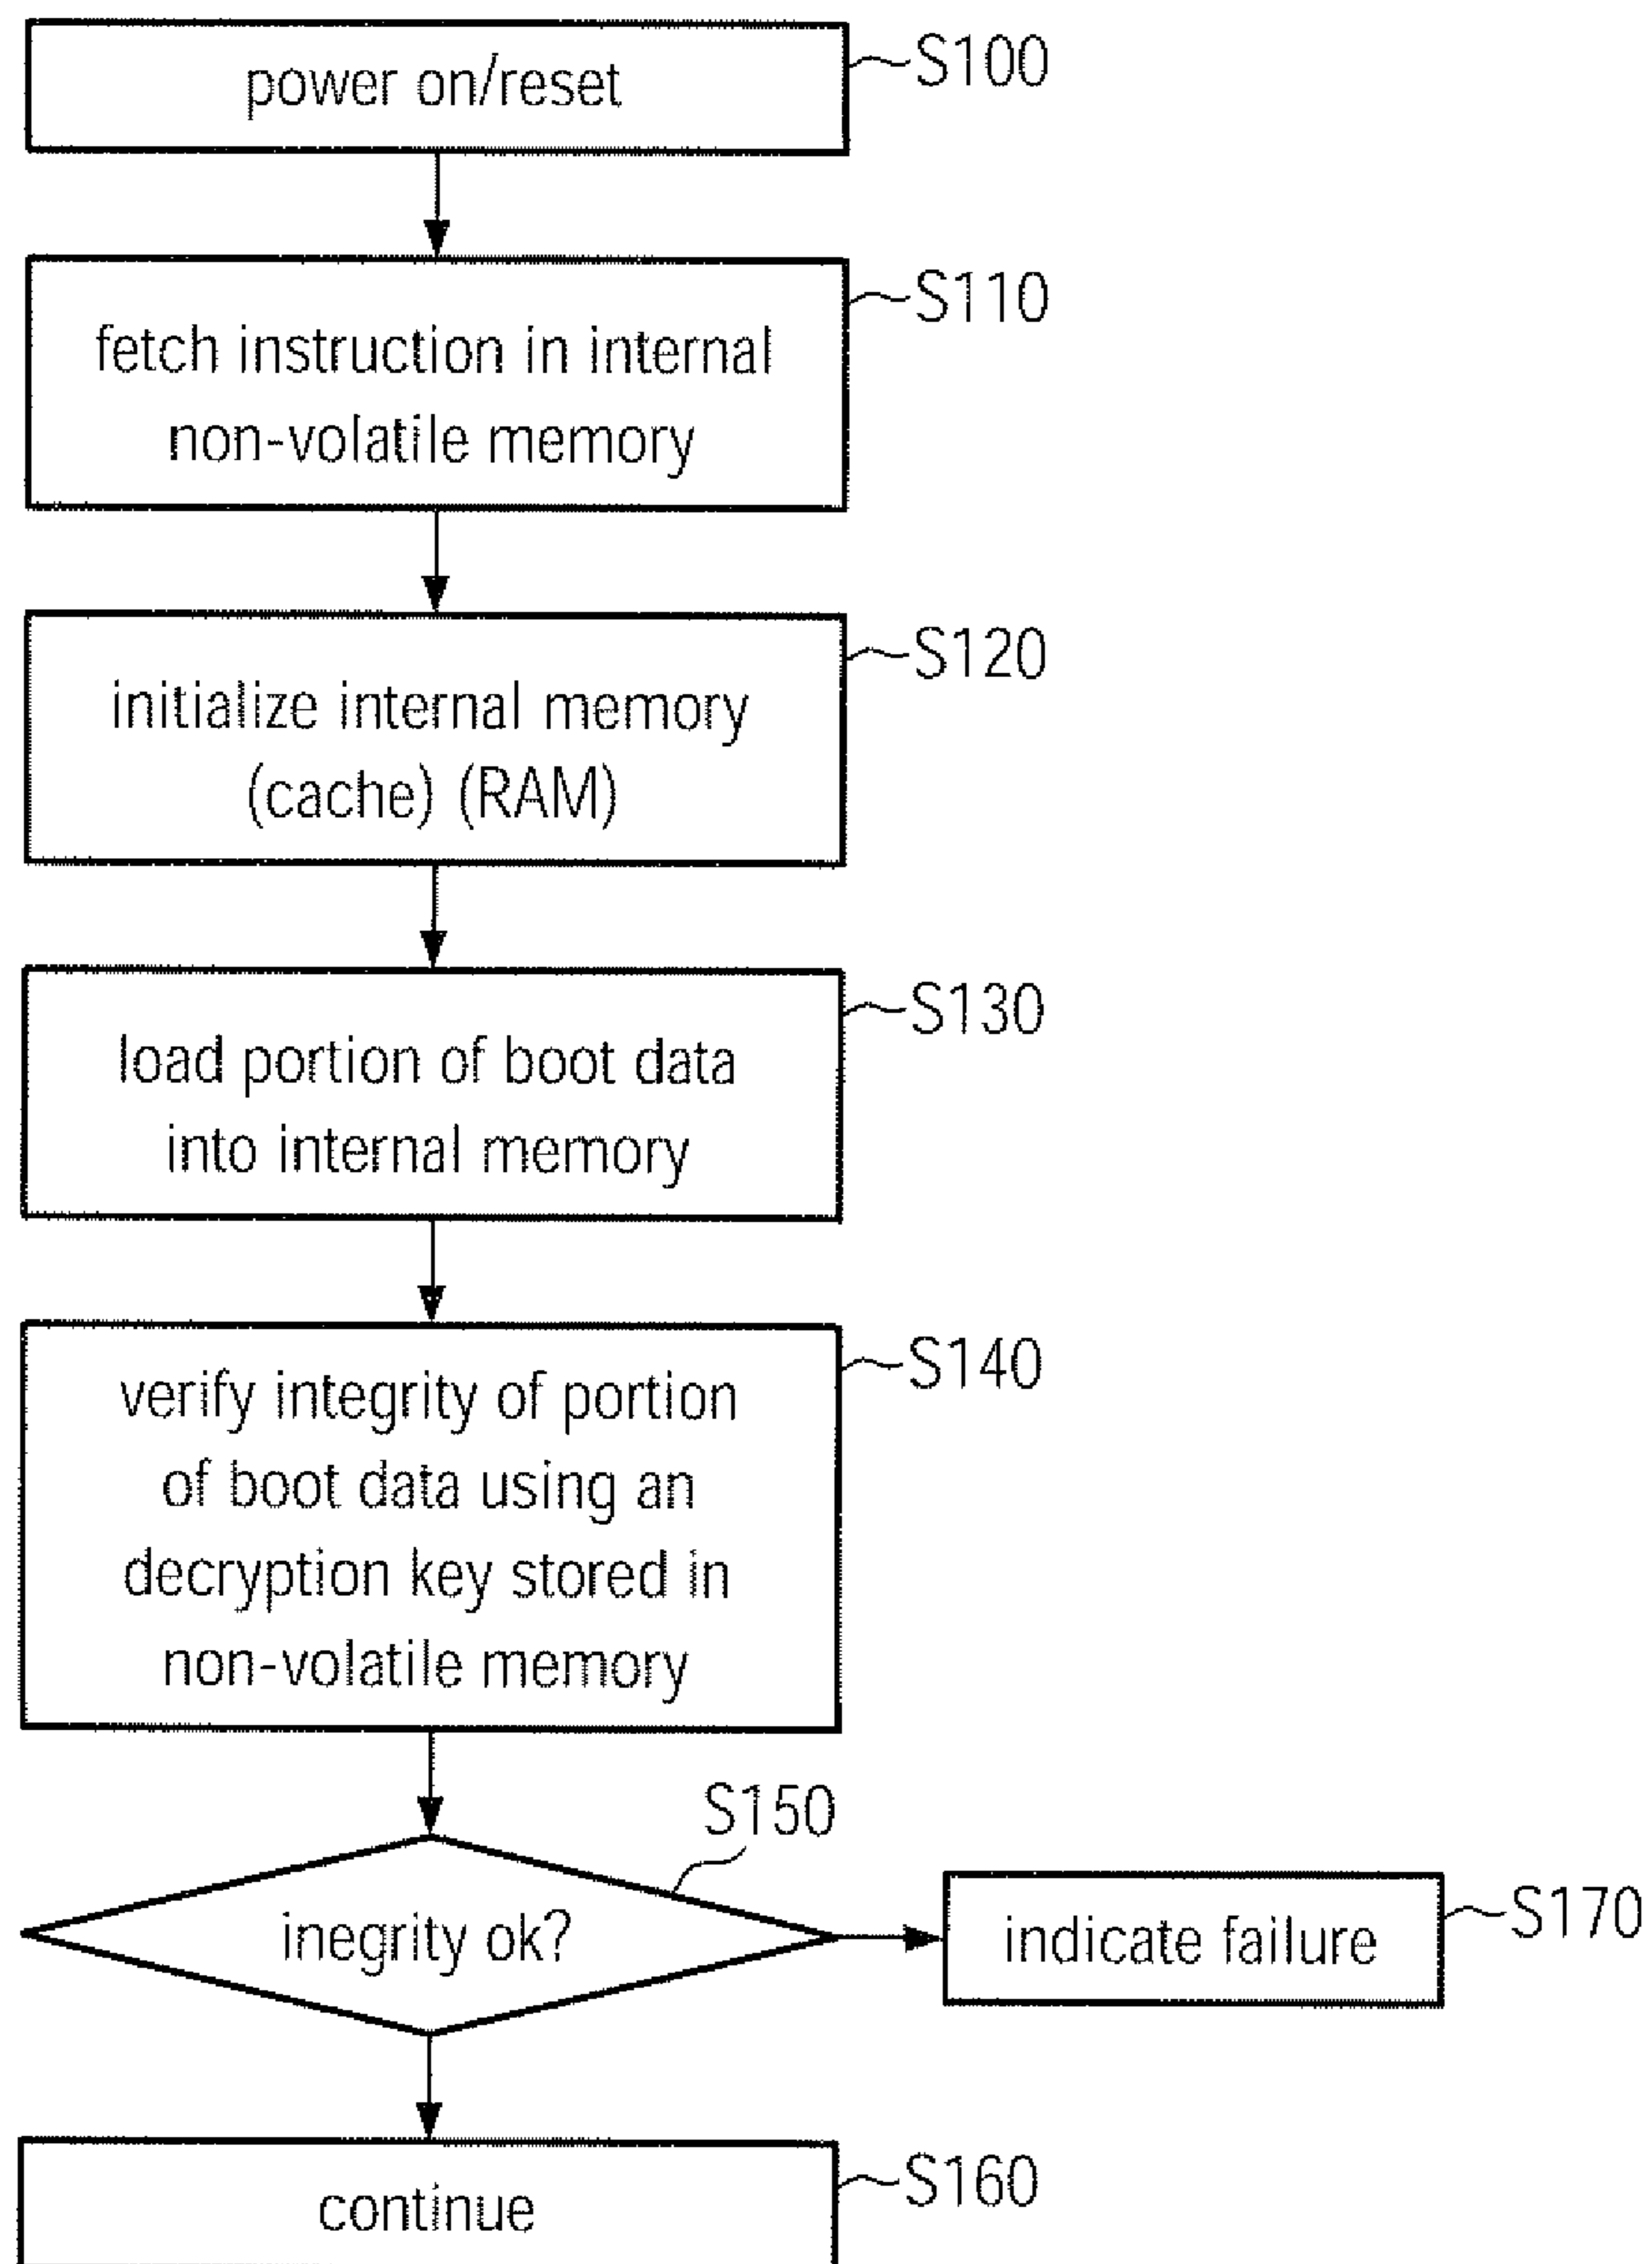 power on/reset
S100
fetch instruction in internal
non-volatile memory
S110
initialize internal memory
(cache) (RAM)
S120
load portion of boot data
into internal memory
S130
verify integrity of portion
of boot data using an
decryption key stored in
non-volatile memory
S140
inegrity ok?
S150
indicate failure
S170
continue
S160